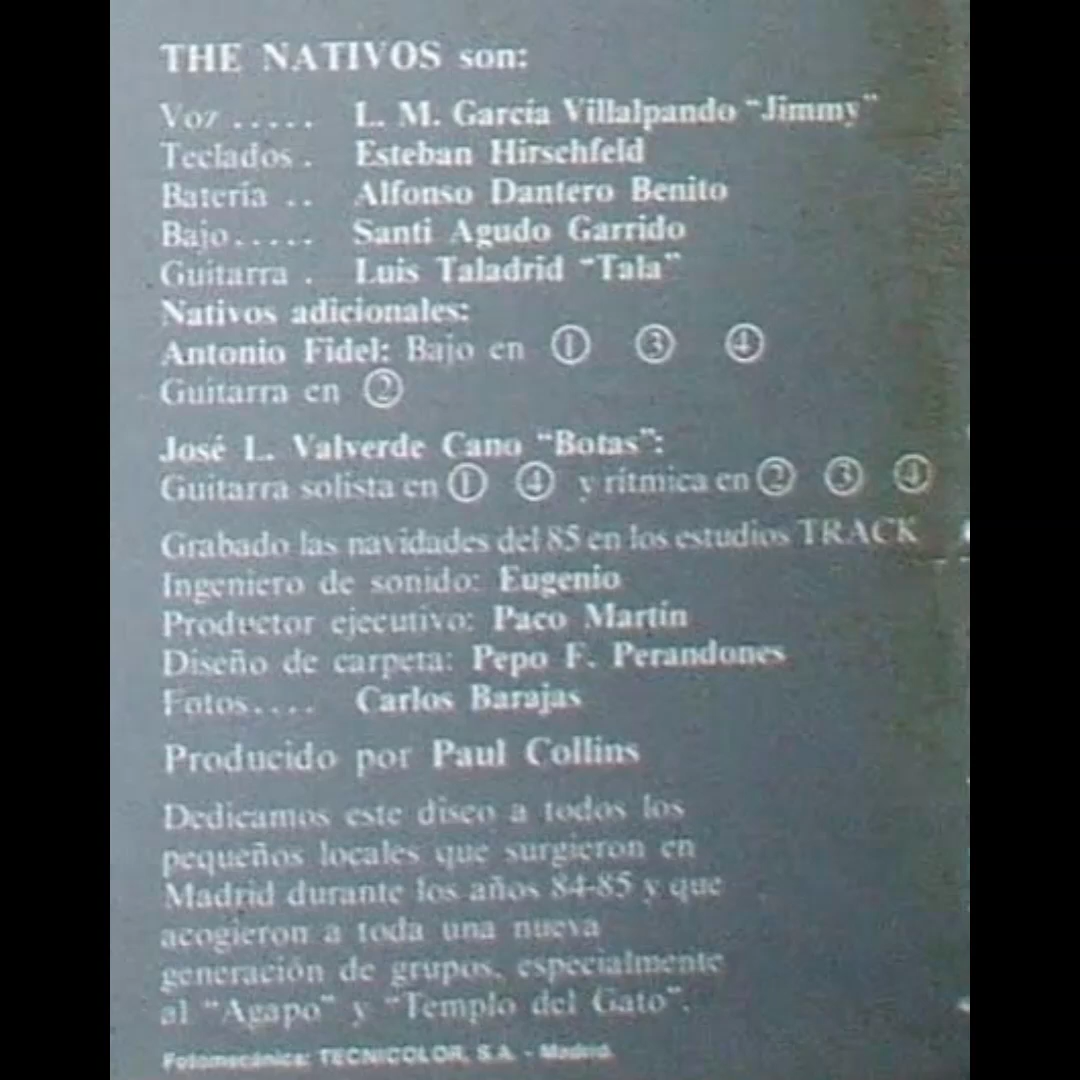 THE NATIVOS son:
Voz ..... L. M. García Villalpando “Jimmy”
Teclados . Esteban Hirschfeld
Batería .. Alfonso Dantero Benito
Bajo..... Santi Agudo Garrido
Guitarra . Luis Taladrid “Tala”
Nativos adicionales:
Antonio Fidel: Bajo en ① ③ ④
Guitarra en ②
José L. Valverde Cano “Botas”:
Guitarra solista en ① ④ y rítmica en ② ③ ④
Grabado las navidades del 85 en los estudios TRACK
Ingeniero de sonido: Eugenio
Productor ejecutivo: Paco Martín
Diseño de carpeta: Pepo F. Perandones
Fotos.... Carlos Barajas
Producido por Paul Collins
Dedicamos este disco a todos los
pequeños locales que surgieron en
Madrid durante los años 84-85 y que
acogieron a toda una nueva
generación de grupos, especialmente
al “Agapo” y “Templo del Gato”.
Fotomecánica: TECNICOLOR, S.A. - Madrid.